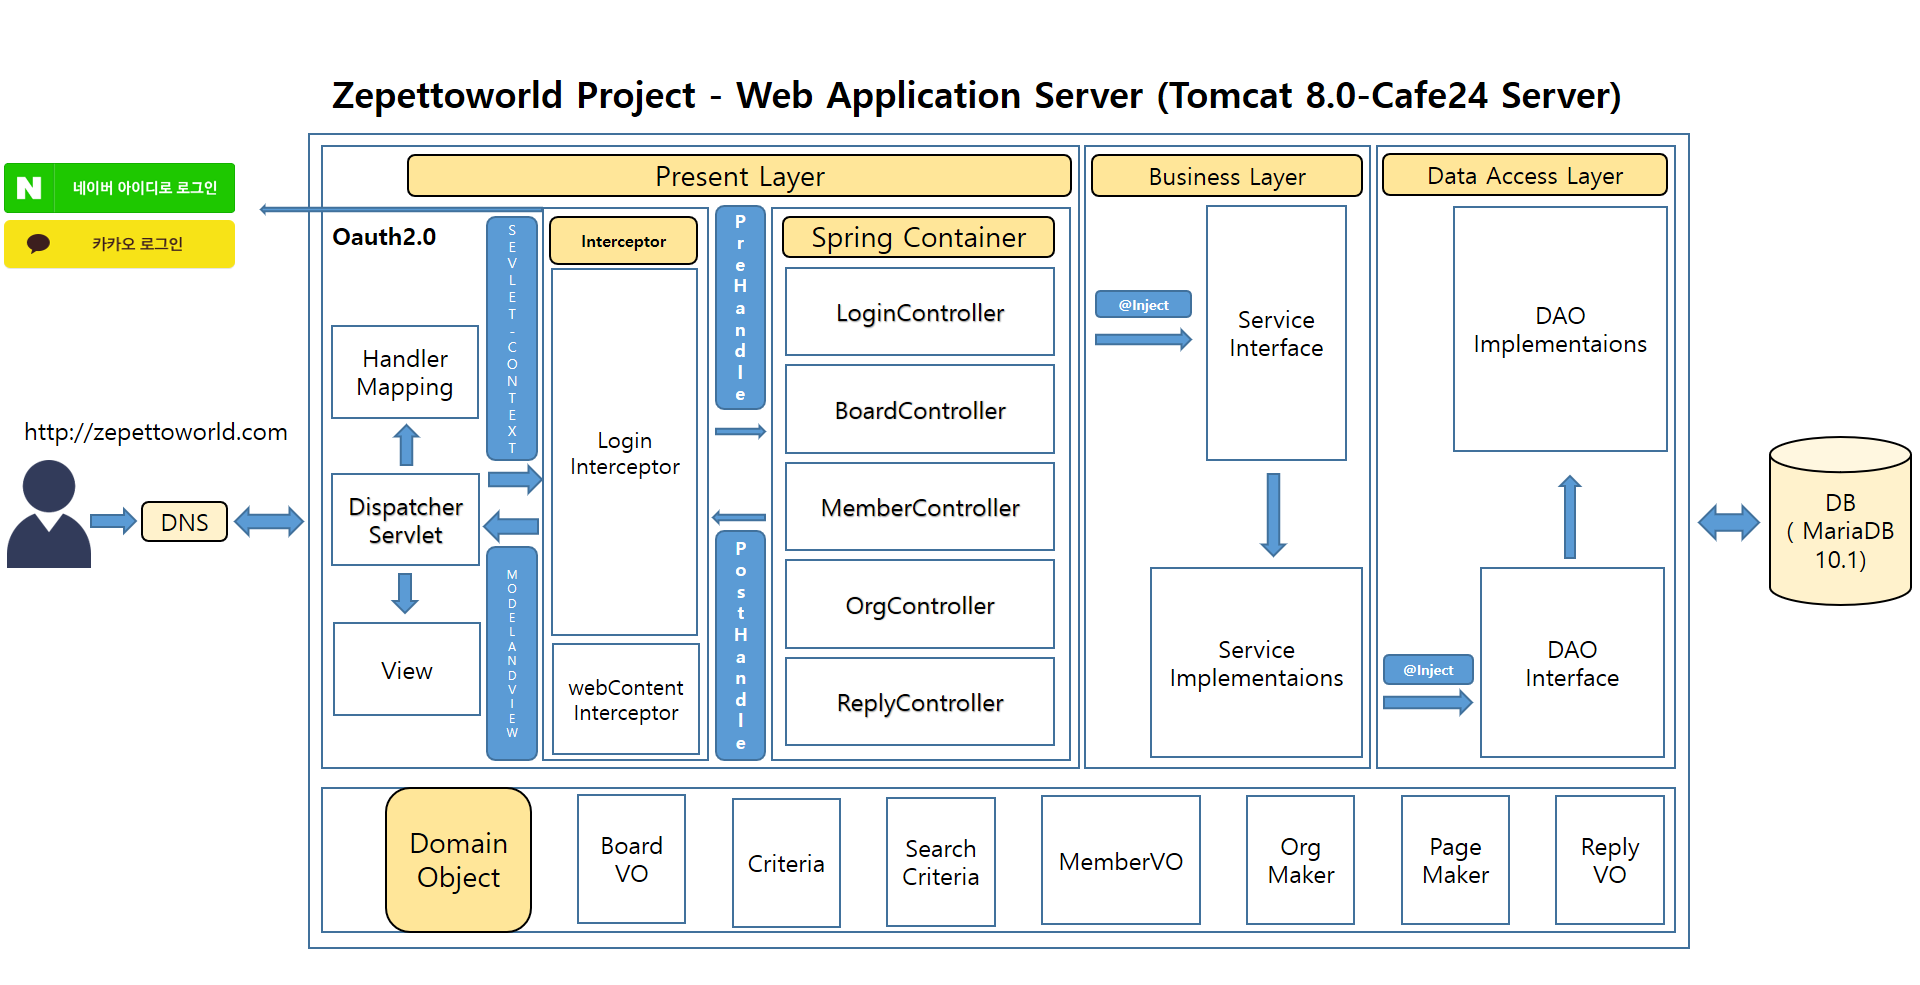 Zepettoworld Project - Web Application Server (Tomcat 8.0-Cafe24 Server)
N
네이버 아이디로 로그인
카카오 로그인
Present Layer
Business Layer
Data Access Layer
Oauth2.0
SEVLET-CONTEXT
Interceptor
PreHandle
Spring Container
Handler
Mapping
Login
Interceptor
LoginController
BoardController
MemberController
OrgController
ReplyController
@Inject
Service
Interface
DAO
Implementaions
http://zepettoworld.com
DNS
Dispatcher
Servlet
View
MODELANDVIEW
webContent
Interceptor
PostHandle
Service
Implementaions
@Inject
DAO
Interface
DB
( MariaDB
10.1)
Domain
Object
Board
VO
Criteria
Search
Criteria
MemberVO
Org
Maker
Page
Maker
Reply
VO